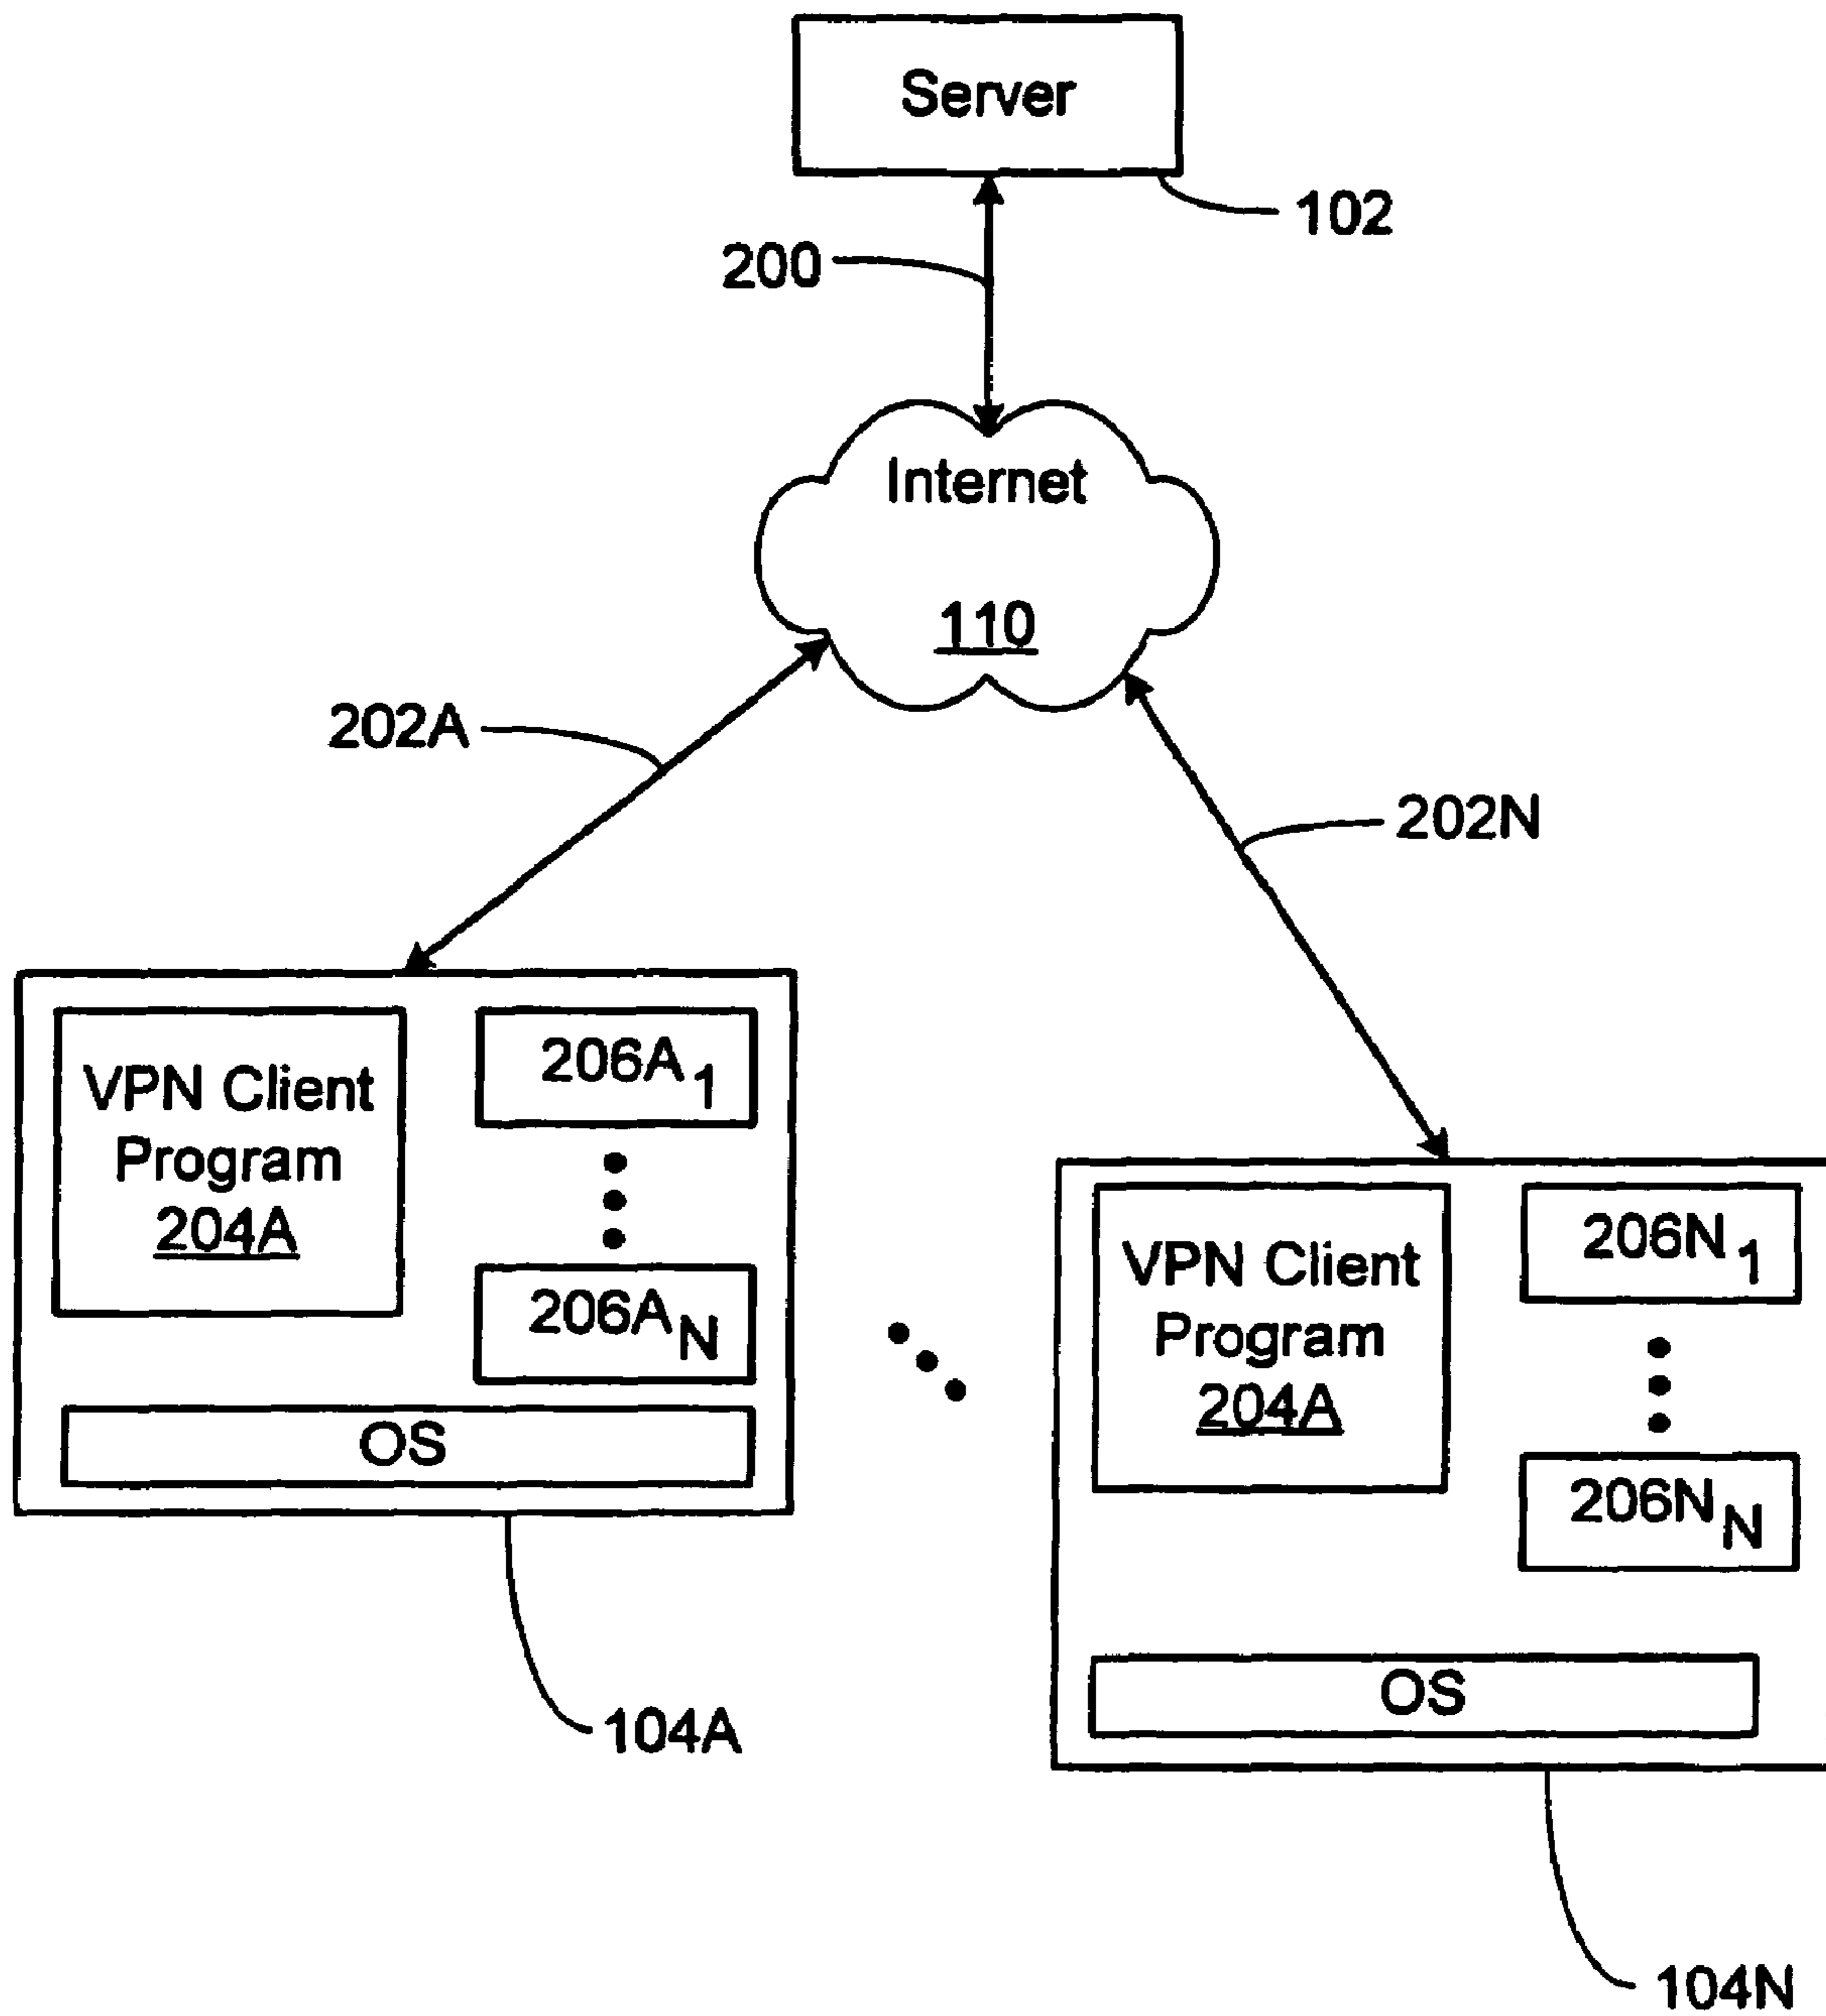 Server
102
200
Internet
110
202A
202N
VPN Client
Program
204A
206A1
206AN
OS
104A
VPN Client
Program
204A
206N1
206NN
OS
104N